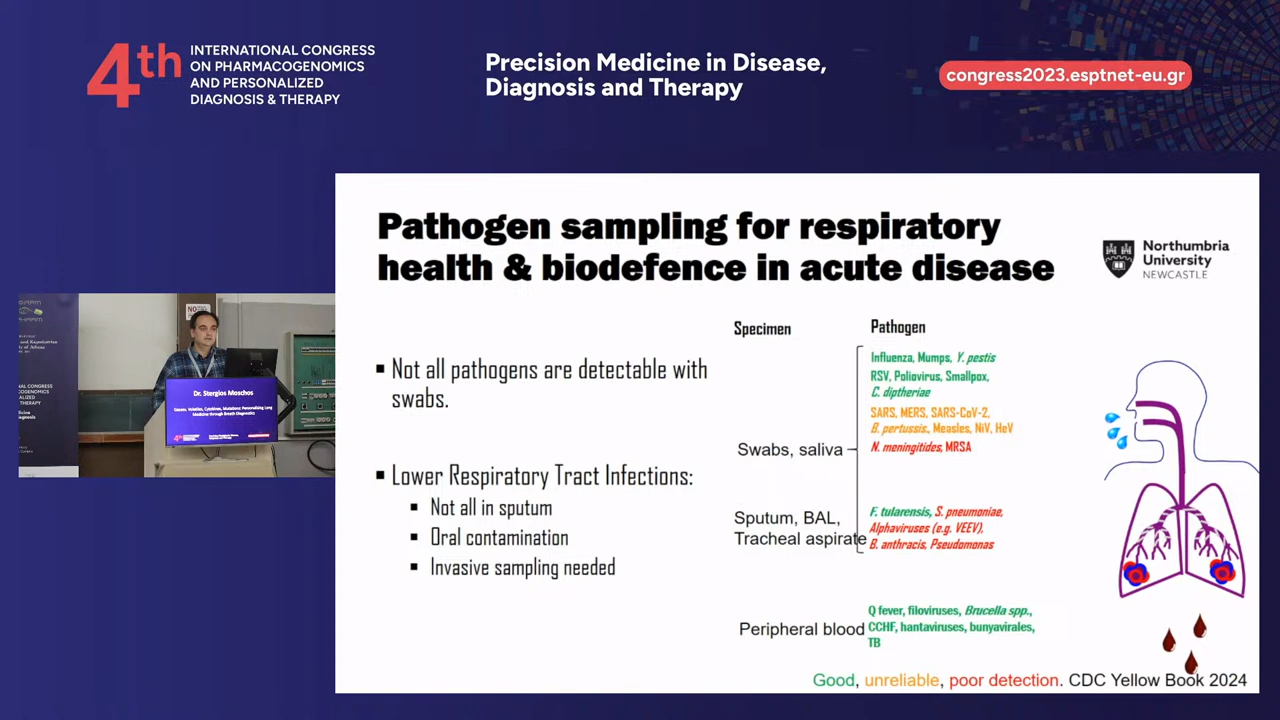 4th
INTERNATIONAL CONGRESS
ON PHARMACOGENOMICS
AND PERSONALIZED
DIAGNOSIS & THERAPY
Precision Medicine in Disease,
Diagnosis and Therapy
congress2023.esptnet-eu.gr
Pathogen sampling for respiratory
health & biodefence in acute disease
Northumbria
University
NEWCASTLE
▪ Not all pathogens are detectable with
swabs.
▪ Lower Respiratory Tract Infections:
▪ Not all in sputum
▪ Oral contamination
▪ Invasive sampling needed
Specimen
Pathogen
Swabs, saliva
Influenza, Mumps, Y. pestis
RSV, Poliovirus, Smallpox,
C. diptheriae
SARS, MERS, SARS-CoV-2,
B. pertussis, Measles, NiV, HeV
N. meningitides, MRSA
Sputum, BAL,
Tracheal aspirate
F. tularensis, S. pneumoniae,
Alphaviruses (e.g. VEEV),
B. anthracis, Pseudomonas
Peripheral blood
Q fever, filoviruses, Brucella spp.,
CCHF, hantaviruses, bunyavirales,
TB
Good, unreliable, poor detection. CDC Yellow Book 2024
NO
Dr. Stergios Moschos
Medicine through Breath Diagnostics